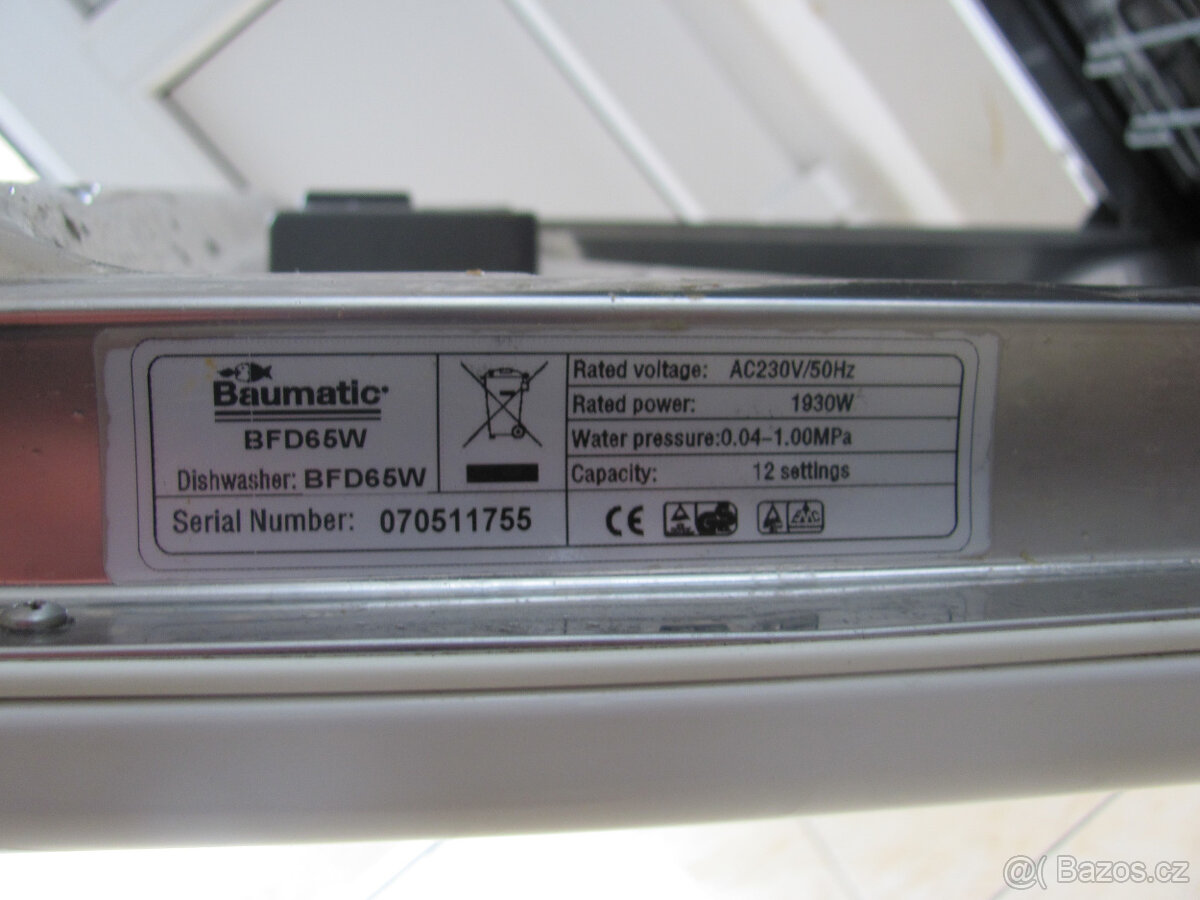 Baumatic
BFD65W
Dishwasher: BFD65W
Serial Number: 070511755
Rated voltage: AC230V/50Hz
Rated power: 1930W
Water pressure:0.04-1.00MPa
Capacity: 12 settings
CE
@( Bazos.cz